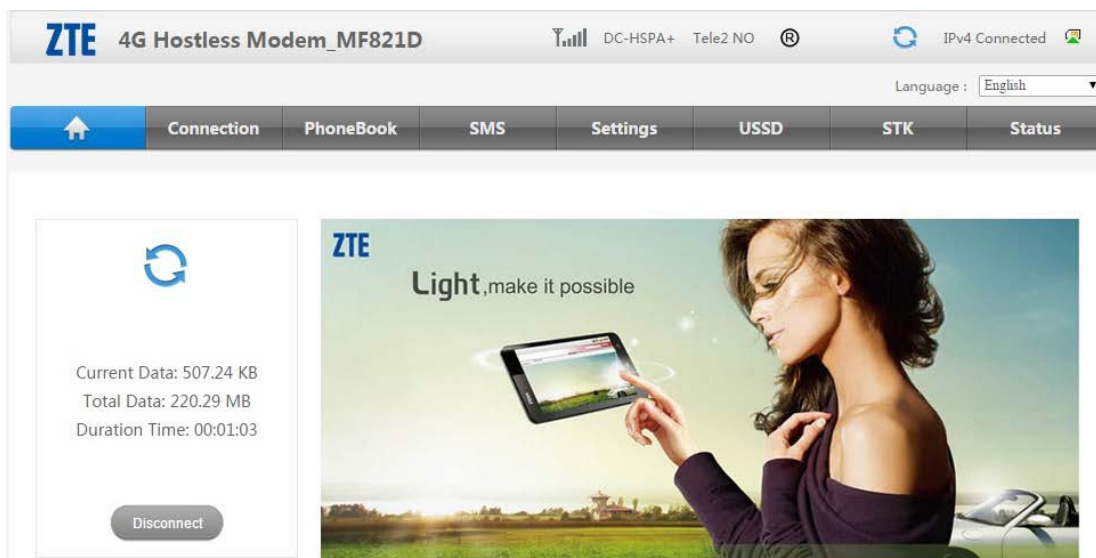 ZTE 4G Hostless Modem_MF821D DC-HSPA+ Tele2 NO ® IPv4 Connected
Language : English
Connection PhoneBook SMS Settings USSD STK Status
ZTE
Light,make it possible
Current Data: 507.24 KB
Total Data: 220.29 MB
Duration Time: 00:01:03
Disconnect